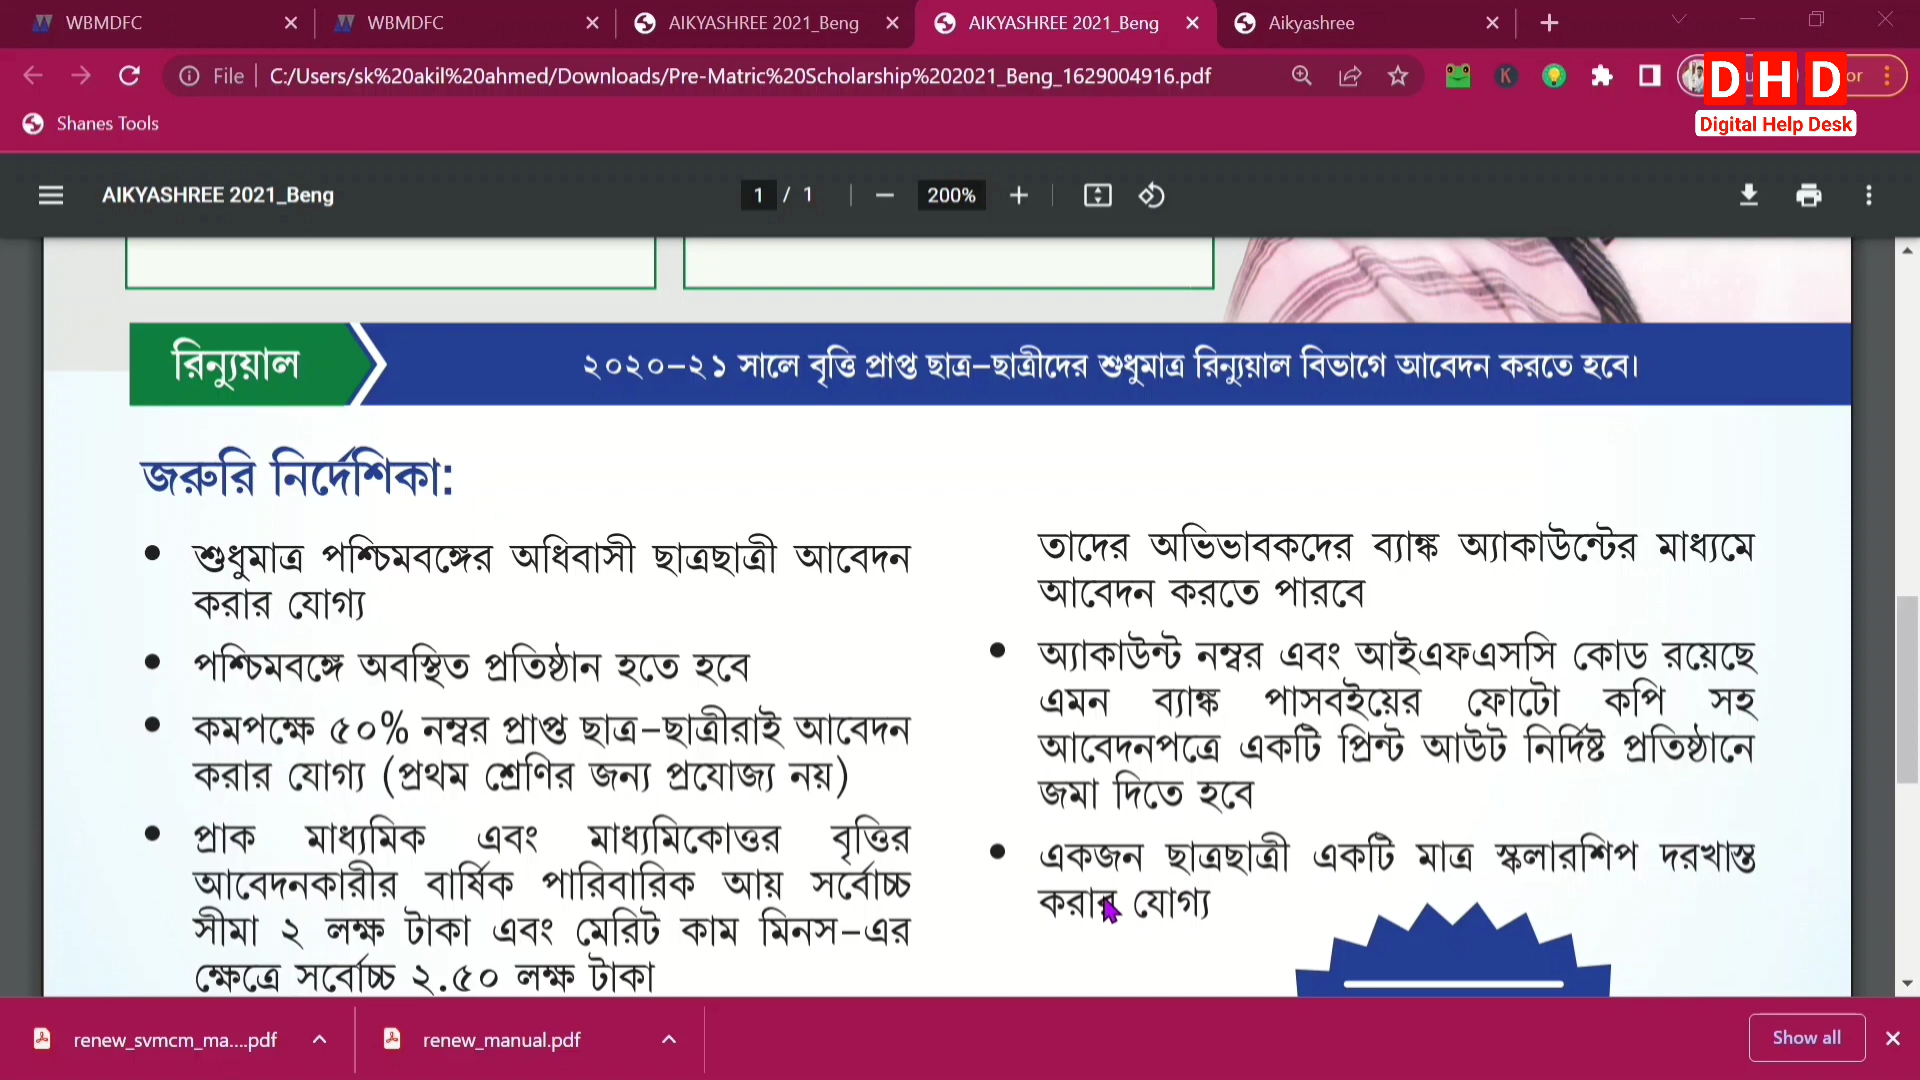 WBMDFC
WBMDFC
AIKYASHREE 2021_Beng
AIKYASHREE 2021_Beng
Aikyashree
File
C:/Users/sk%20akil%20ahmed/Downloads/Pre-Matric%20Scholarship%202021_Beng_1629004916.pdf
K
or
DHD
Digital Help Desk
Shanes Tools
AIKYASHREE 2021_Beng
1 / 1
200%
রিন্যুয়াল
২০২০-২১ সালে বৃত্তি প্রাপ্ত ছাত্র-ছাত্রীদের শুধুমাত্র রিন্যুয়াল বিভাগে আবেদন করতে হবে।
জরুরি নির্দেশিকা:
• শুধুমাত্র পশ্চিমবঙ্গের অধিবাসী ছাত্রছাত্রী আবেদন
করার যোগ্য
• পশ্চিমবঙ্গে অবস্থিত প্রতিষ্ঠান হতে হবে
• কমপক্ষে ৫০% নম্বর প্রাপ্ত ছাত্র-ছাত্রীরাই আবেদন
করার যোগ্য (প্রথম শ্রেণির জন্য প্রযোজ্য নয়)
• প্রাক মাধ্যমিক এবং মাধ্যমিকোত্তর বৃত্তির
আবেদনকারীর বার্ষিক পারিবারিক আয় সর্বোচ্চ
সীমা ২ লক্ষ টাকা এবং মেরিট কাম মিনস-এর
ক্ষেত্রে সর্বোচ্চ ২.৫০ লক্ষ টাকা
তাদের অভিভাবকদের ব্যাঙ্ক অ্যাকাউন্টের মাধ্যমে
আবেদন করতে পারবে
• অ্যাকাউন্ট নম্বর এবং আইএফএসসি কোড রয়েছে
এমন ব্যাঙ্ক পাসবইয়ের ফোটো কপি সহ
আবেদনপত্রে একটি প্রিন্ট আউট নির্দিষ্ট প্রতিষ্ঠানে
জমা দিতে হবে
• একজন ছাত্রছাত্রী একটি মাত্র স্কলারশিপ দরখাস্ত
করার যোগ্য
renew_svmcm_ma....pdf
renew_manual.pdf
Show all